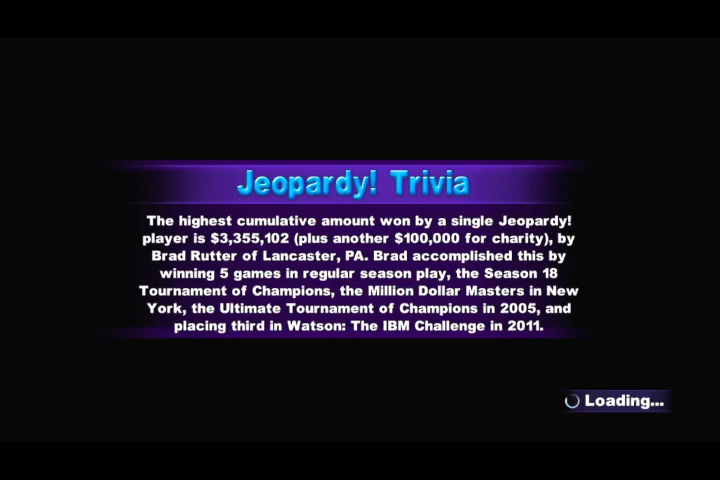 Jeopardy! Trivia
The highest cumulative amount won by a single Jeopardy!
player is $3,355,102 (plus another $100,000 for charity), by
Brad Rutter of Lancaster, PA. Brad accomplished this by
winning 5 games in regular season play, the Season 18
Tournament of Champions, the Million Dollar Masters in New
York, the Ultimate Tournament of Champions in 2005, and
placing third in Watson: The IBM Challenge in 2011.
Loading...